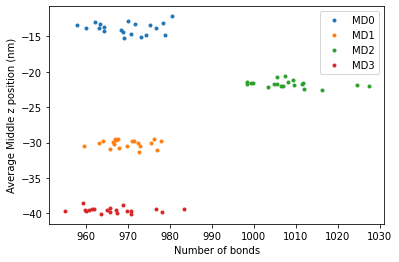 MD0
MD1
MD2
MD3
Average Middle z position (nm)
−15
−20
−25
−30
−35
−40
960 970 980 990 1000 1010 1020 1030
Number of bonds